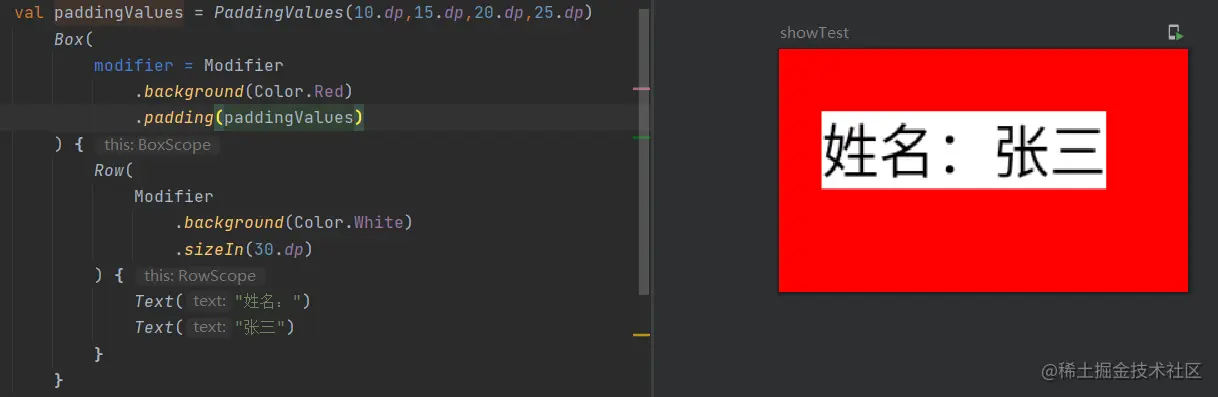 val paddingValues = PaddingValues(10.dp,15.dp,20.dp,25.dp)
Box(
modifier = Modifier
.background(Color.Red)
.padding(paddingValues)
) { this: BoxScope
Row(
Modifier
.background(Color.White)
.sizeIn(30.dp)
) { this: RowScope
Text( text: "姓名：")
Text( text: "张三")
}
}
showTest
姓名：张三
@稀土掘金技术社区